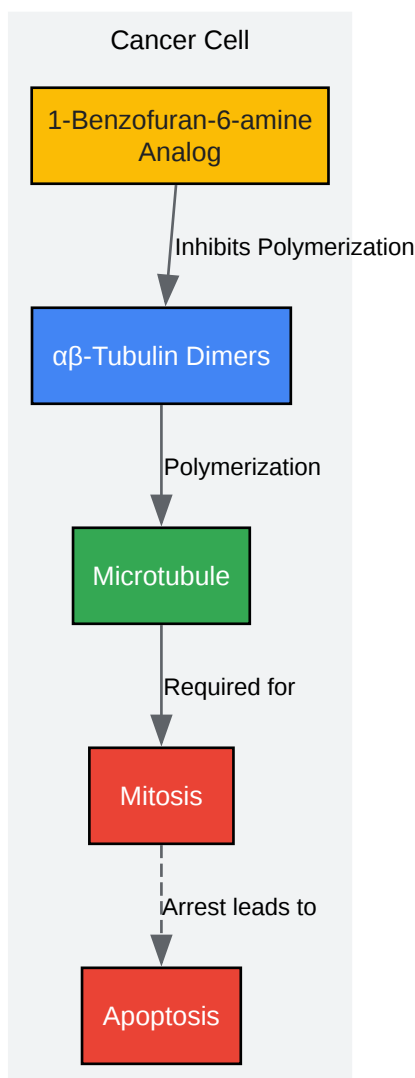 Cancer Cell
1-Benzofuran-6-amine
Analog
Inhibits Polymerization
αβ-Tubulin Dimers
Polymerization
Microtubule
Required for
Mitosis
Arrest leads to
Apoptosis